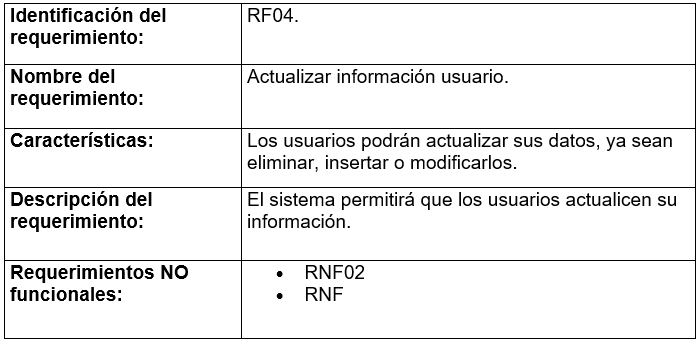 Identificación del RF04.
requerimiento:
Nombre del Actualizar información usuario.
requerimiento:
Características: Los usuarios podrán actualizar sus datos, ya sean
eliminar, insertar o modificarlos.
Descripción del El sistema permitirá que los usuarios actualicen su
requerimiento: información.
Requerimientos NO • RNF02
funcionales: • RNF